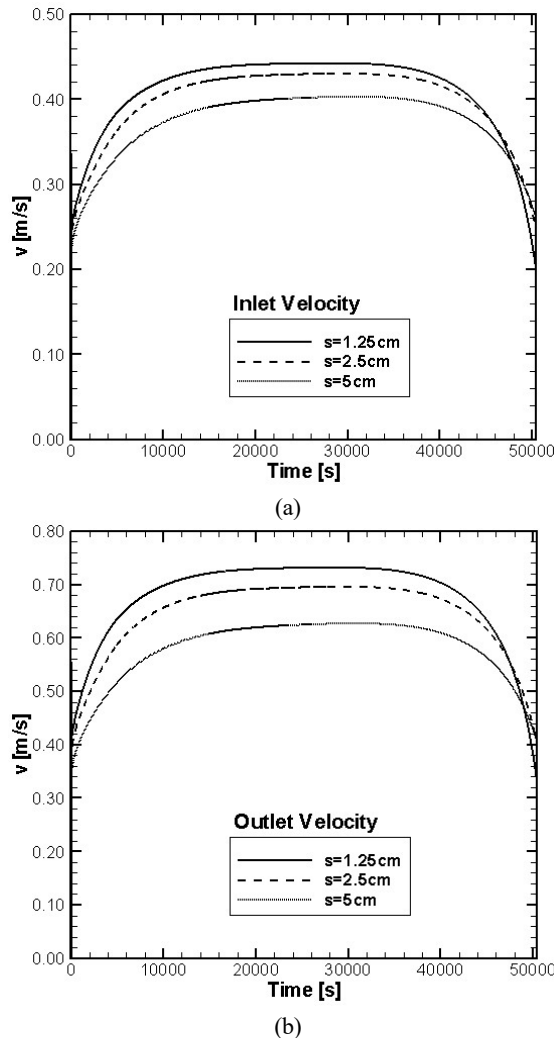 0.50
0.40
0.30
0.20
0.10
0.00
v [m/s]
Inlet Velocity
s=1.25cm
s=2.5cm
s=5cm
0 10000 20000 30000 40000 50000
Time [s]
(a)
0.80
0.70
0.60
0.50
0.40
0.30
0.20
0.10
0.00
v [m/s]
Outlet Velocity
s=1.25cm
s=2.5cm
s=5cm
0 10000 20000 30000 40000 50000
Time [s]
(b)